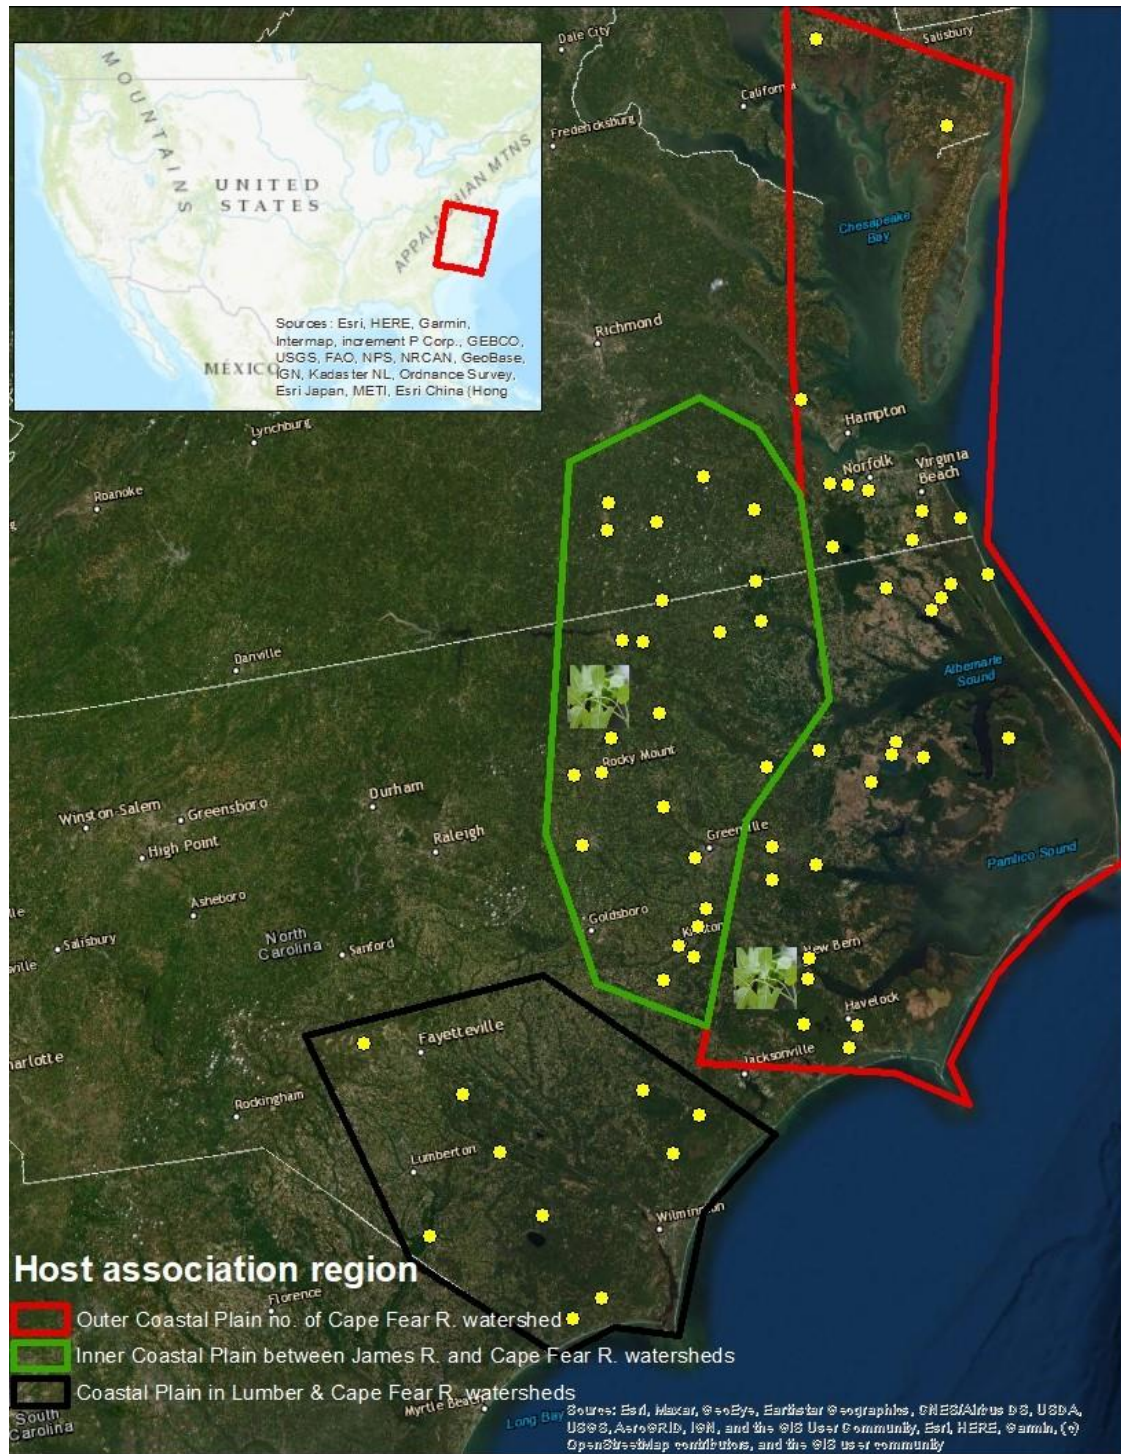 Dale City
Salisbury
California
Fredericksburg
MOUNTAINS
UNITED
STATES
APPALACHIAN MTNS
MÉXICO
Sources: Esri, HERE, Garmin,
Intermap, increment P Corp., GEBCO,
USGS, FAO, NPS, NRCAN, GeoBase,
IGN, Kadaster NL, Ordnance Survey,
Esri Japan, METI, Esri China (Hong
Chesapeake
Bay
Richmond
Lynchburg
Hampton
Roanoke
Norfolk
Virginia
Beach
Danville
Albemarle
Sound
Rocky Mount
Winston-Salem
Greensboro
Durham
High Point
Raleigh
Greenville
Pamlico Sound
Asheboro
Goldsboro
North
Carolina
Salisbury
Sanford
Kinston
New Bern
Havelock
Fayetteville
Jacksonville
Rockingham
Lumberton
Wilmington
Host association region
Florence
Outer Coastal Plain no. of Cape Fear R. watershed
Inner Coastal Plain between James R. and Cape Fear R. watersheds
Coastal Plain in Lumber & Cape Fear R. watersheds
Myrtle Beach
South
Carolina
Long Bay
Source: Esri, Maxar, GeoEye, Earthstar Geographics, CNES/Airbus DS, USDA,
USGS, AeroGRID, IGN, and the GIS User Community, Esri, HERE, Garmin, (c)
OpenStreetMap contributors, and the GIS user community